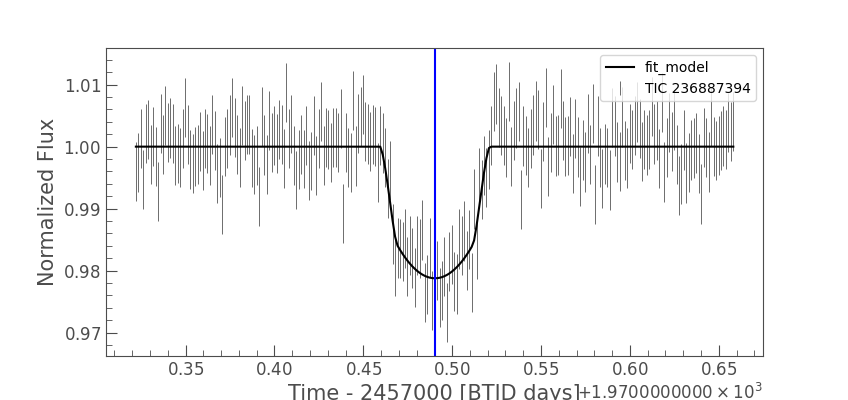 fit_model
TIC 236887394
1.01
1.00
0.99
0.98
0.97
Normalized Flux
0.35 0.40 0.45 0.50 0.55 0.60 0.65
Time - 2457000 [BTJD days]
+1.9700000000×10³